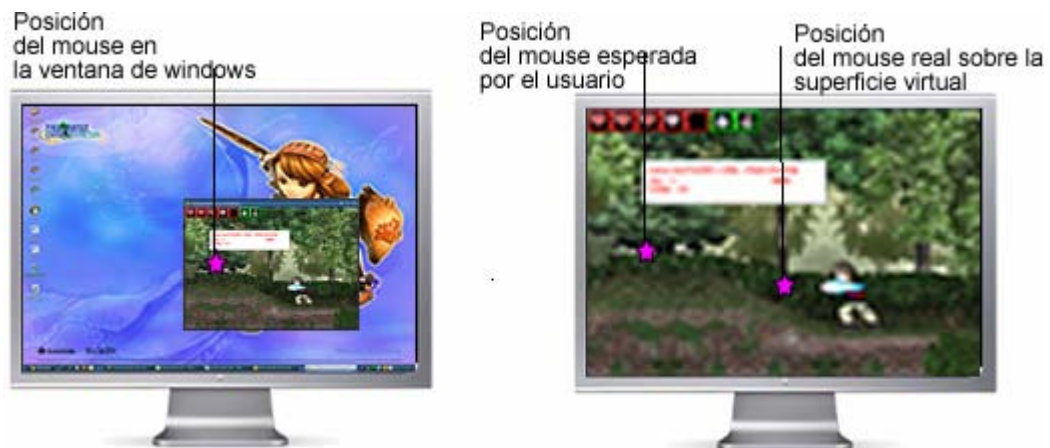 Posición
del mouse en
la ventana de windows
Posición
del mouse esperada
por el usuario
Posición
del mouse real sobre la
superficie virtual